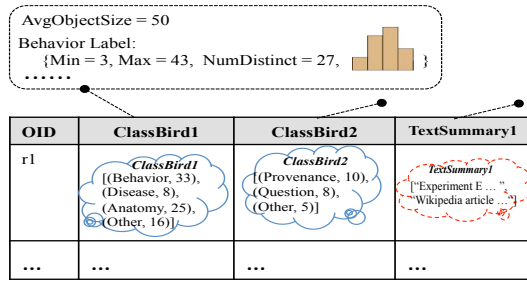 AvgObjectSize = 50
Behavior Label:
{Min = 3, Max = 43, NumDistinct = 27, }
......
OID ClassBird1 ClassBird2 TextSummary1
r1
ClassBird1
[(Behavior, 33),
(Disease, 8),
(Anatomy, 25),
(Other, 16)]
ClassBird2
[(Provenance, 10),
(Question, 8),
(Other, 5)]
TextSummary1
["Experiment E ... ",
"Wikipedia article ..."]
... ... ... ...